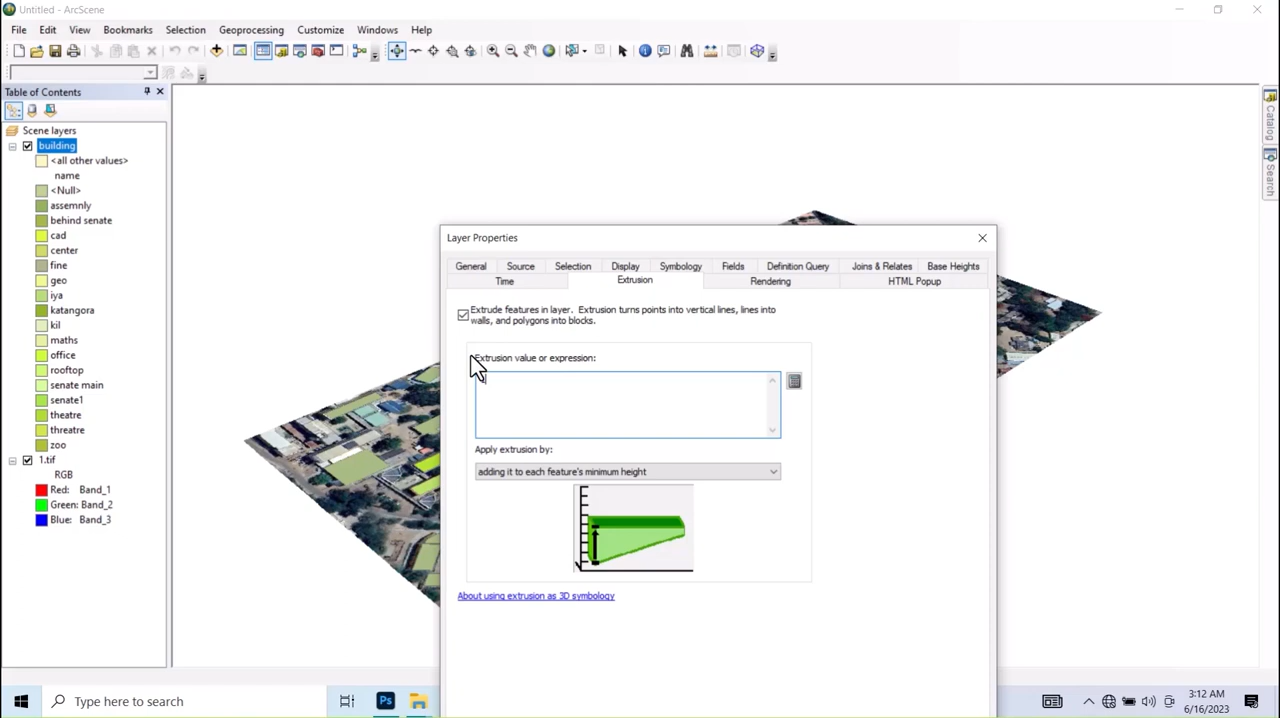 Untitled - ArcScene
File Edit View Bookmarks Selection Geoprocessing Customize Windows Help
Table of Contents
Scene layers
building
<all other values>
name
<Null>
assemnly
behind senate
cad
center
fine
geo
iya
katangora
kil
maths
office
rooftop
senate main
senate1
theatre
threatre
zoo
1.tif
RGB
Red: Band_1
Green: Band_2
Blue: Band_3
Layer Properties
General Source Selection Display Symbology Fields Definition Query Joins & Relates Base Heights
Time Extrusion Rendering HTML Popup
Extrude features in layer. Extrusion turns points into vertical lines, lines into
walls, and polygons into blocks.
Extrusion value or expression:
Apply extrusion by:
adding it to each feature's minimum height
About using extrusion as 3D symbology
Catalog
Search
Type here to search
Ps
3:12 AM
6/16/2023